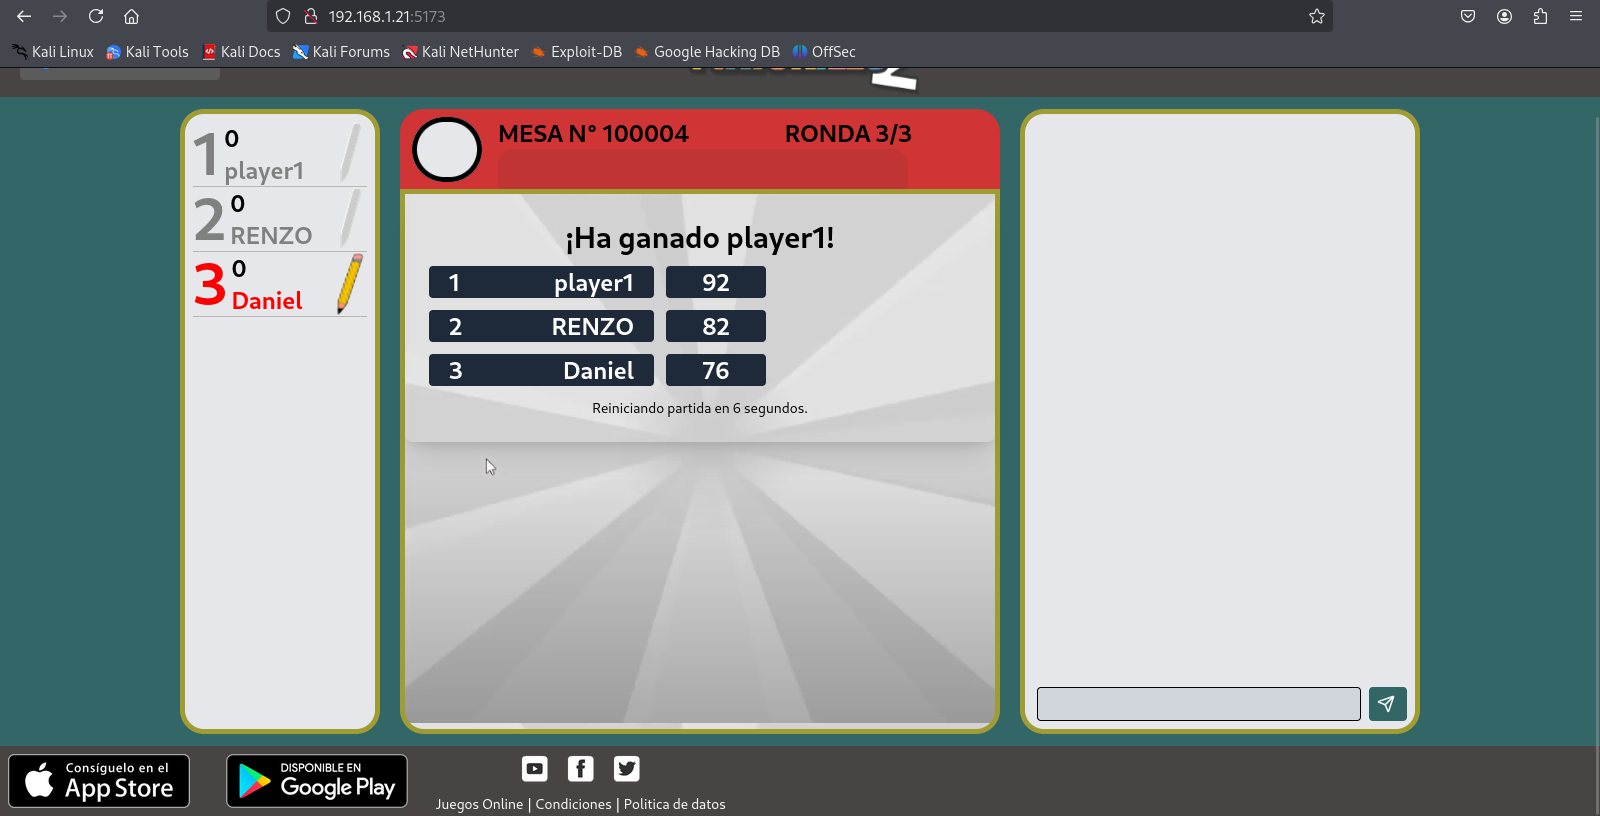 192.168.1.21:5173
Kali Linux Kali Tools Kali Docs Kali Forums Kali NetHunter Exploit-DB Google Hacking DB OffSec
1 0
player1
2 0
RENZO
3 0
Daniel
MESA N° 100004 RONDA 3/3
¡Ha ganado player1!
1 player1 92
2 RENZO 82
3 Daniel 76
Reiniciando partida en 6 segundos.
Consíguelo en el
App Store
DISPONIBLE EN
Google Play
Juegos Online | Condiciones | Politica de datos